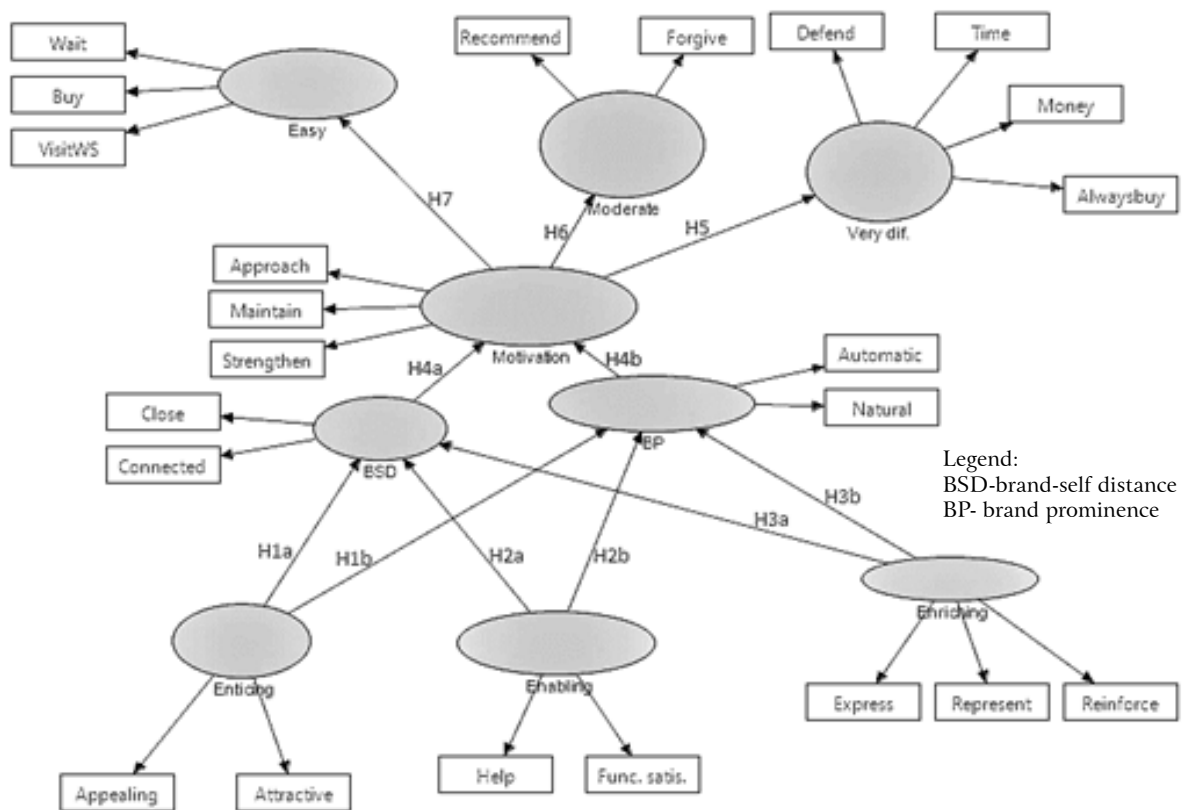 Wait
Buy
VisitWS
Easy
Recommend
Forgive
Moderate
Defend
Time
Money
Alwaysbuy
Very dif.
H7
H6
H5
Approach
Maintain
Strengthen
Motivation
H4a
H4b
Automatic
Natural
Close
Connected
BSD
BP
Legend:
BSD-brand-self distance
BP- brand prominence
H1a
H1b
H2a
H2b
H3a
H3b
Enticing
Enabling
Enriching
Express
Represent
Reinforce
Appealing
Attractive
Help
Func. satis.